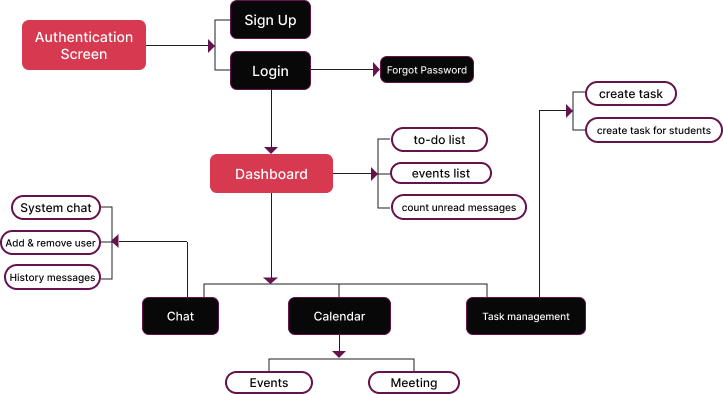 Authentication
Screen
Sign Up
Login
Forgot Password
create task
create task for students
Dashboard
to-do list
events list
count unread messages
System chat
Add & remove user
History messages
Chat
Calendar
Task management
Events
Meeting